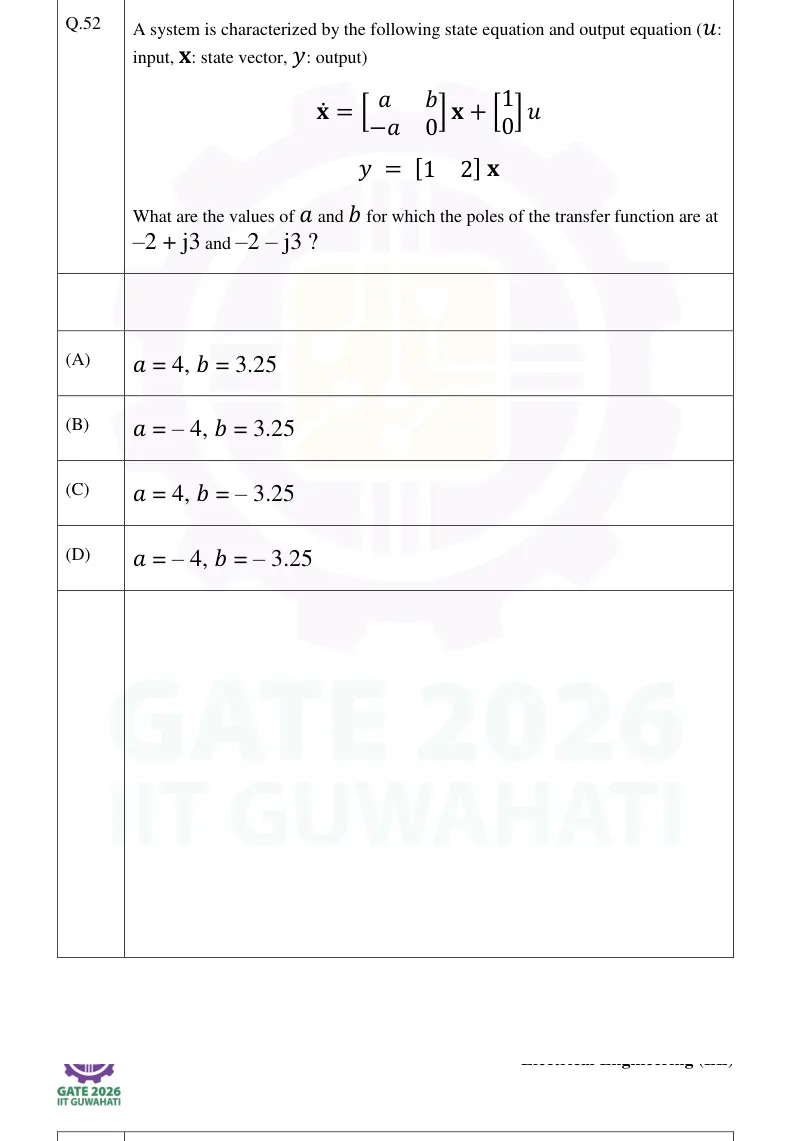 Q.52
A system is characterized by the following state equation and output equation (u:
input, x: state vector, y: output)
ẋ = [a b; −a 0] x + [1; 0] u
y = [1 2] x
What are the values of a and b for which the poles of the transfer function are at
–2 + j3 and –2 – j3 ?
(A) a = 4, b = 3.25
(B) a = – 4, b = 3.25
(C) a = 4, b = – 3.25
(D) a = – 4, b = – 3.25
GATE 2026
IIT GUWAHATI
GATE 2026
IIT GUWAHATI